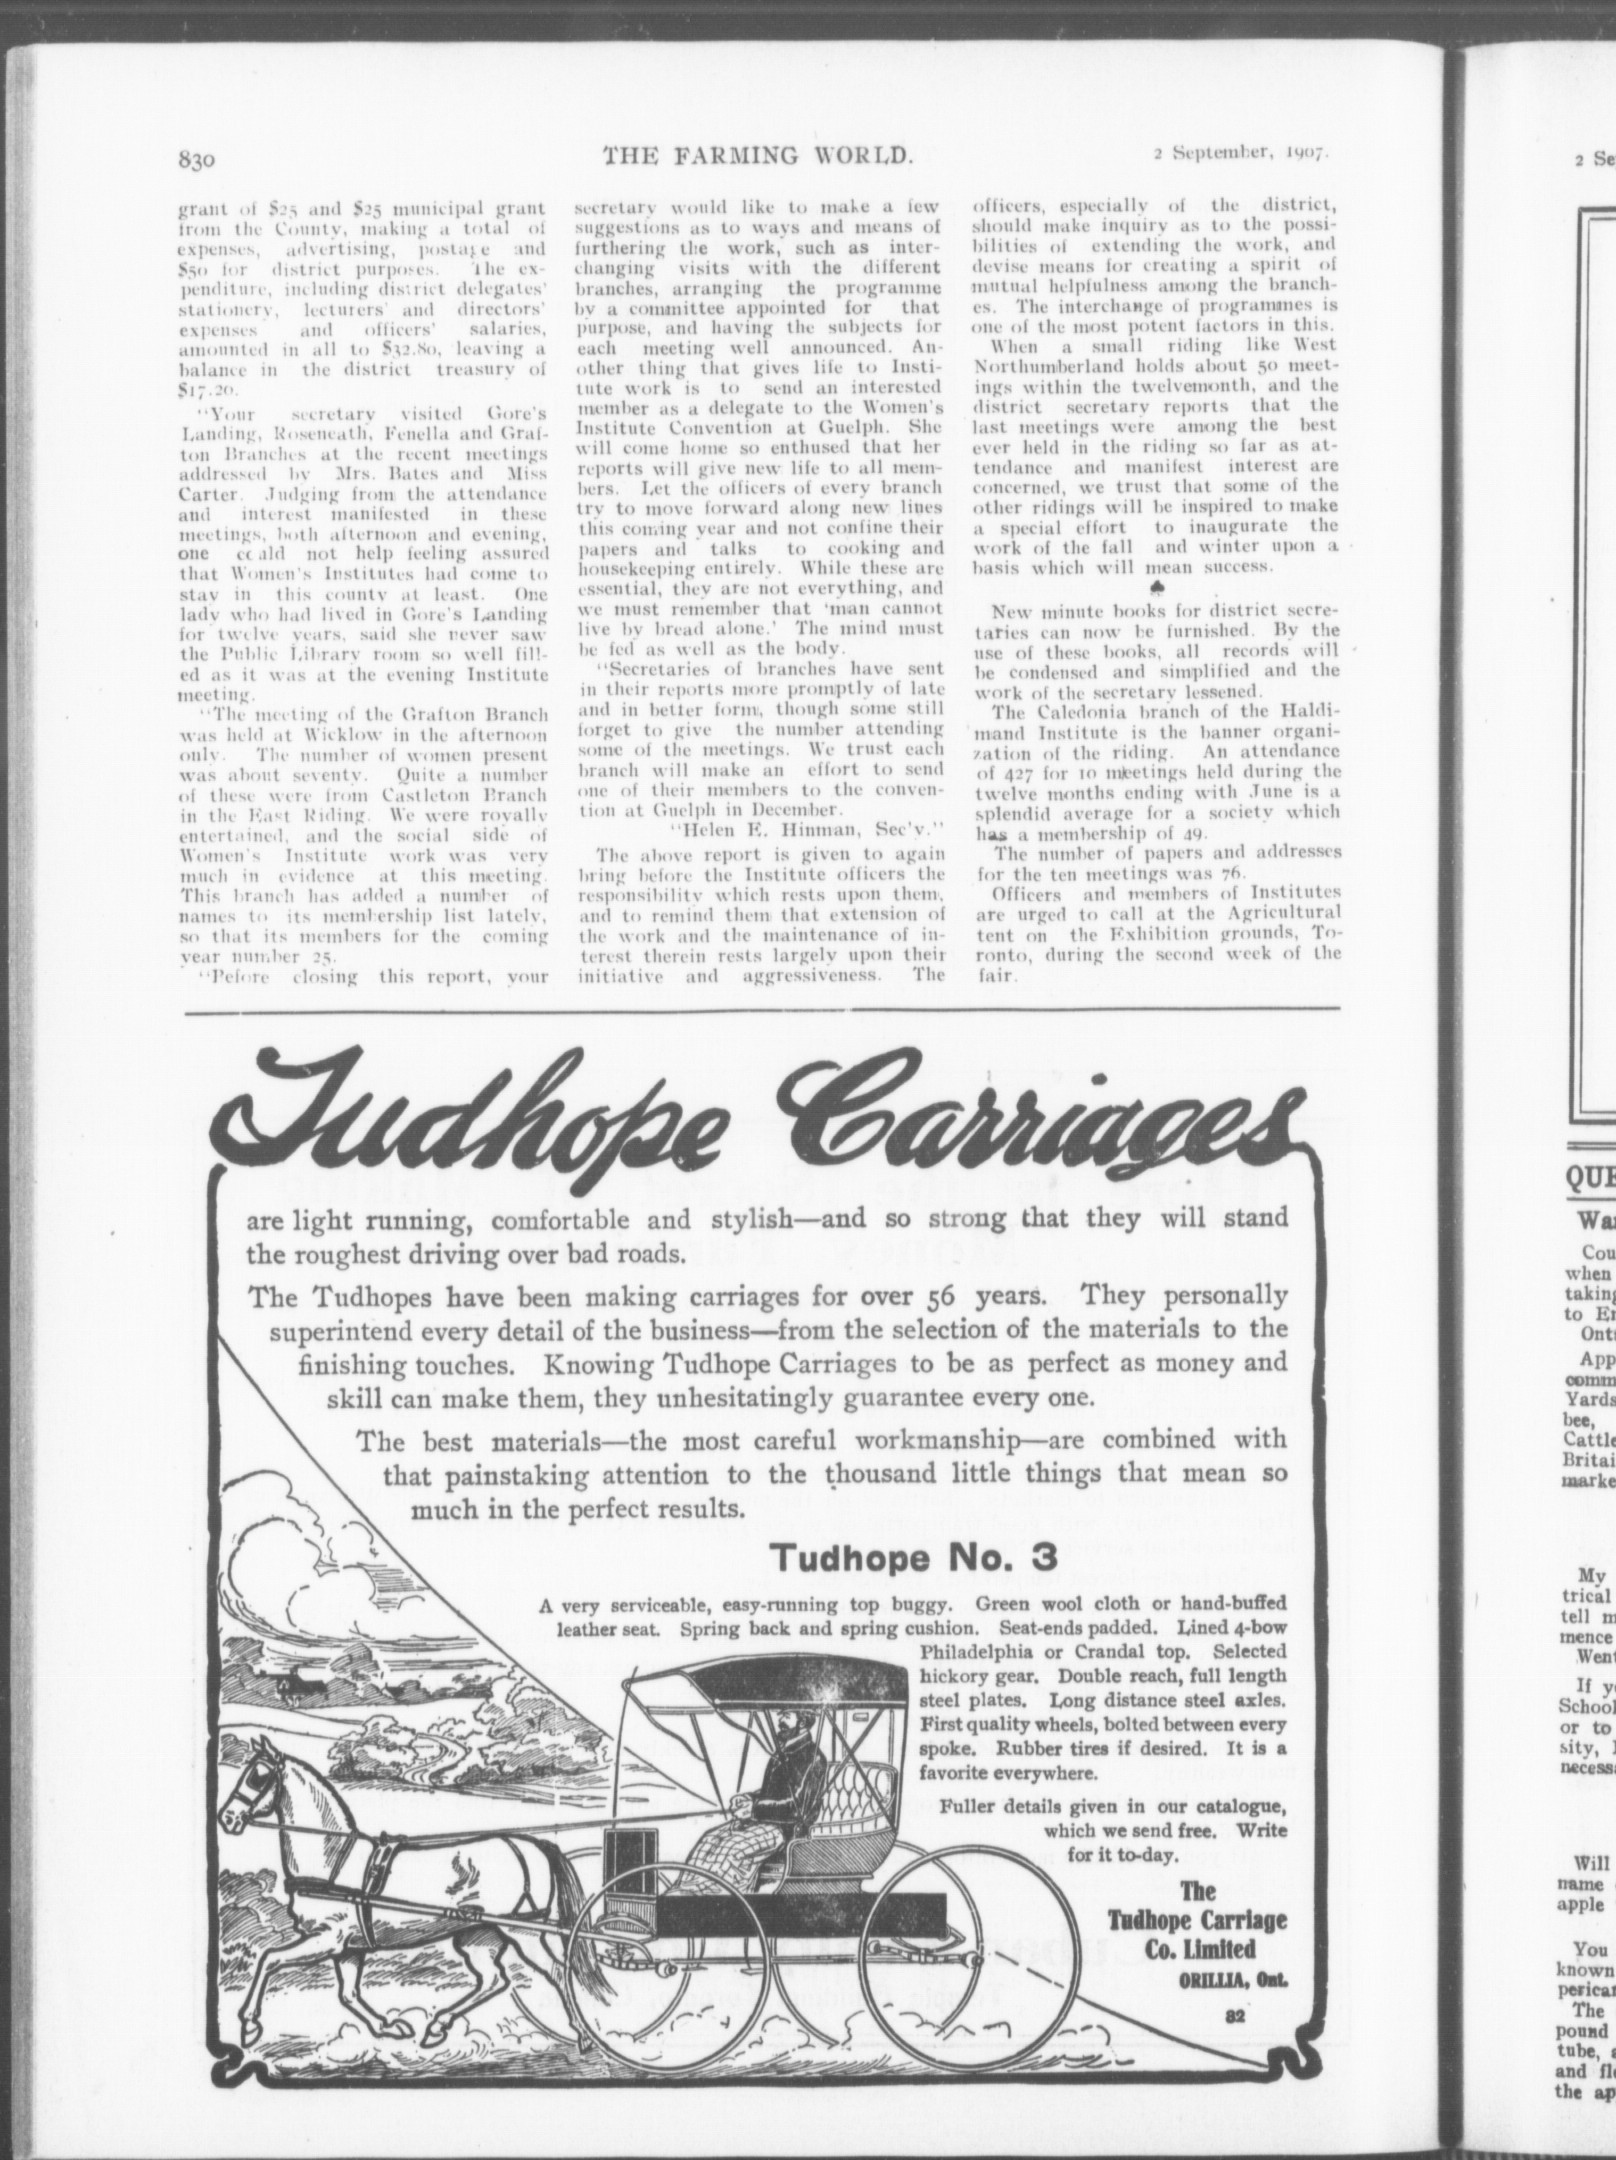 830
THE FARMING WORLD.
2 September, 1907.
grant of $25 and $25 municipal grant
from the County, making a total of
expenses, advertising, postage and
$50 for district purposes. The ex-
penditure, including district delegates'
stationery, lecturers' and directors'
expenses and officers' salaries,
amounted in all to $32.80, leaving a
balance in the district treasury of
$17.20.
"Your secretary visited Gore's
Landing, Roseneath, Fenella and Graf-
ton Branches at the recent meetings
addressed by Mrs. Bates and Miss
Carter. Judging from the attendance
and interest manifested in these
meetings, both afternoon and evening,
one could not help feeling assured
that Women's Institutes had come to
stay in this county at least. One
lady who had lived in Gore's Landing
for twelve years, said she never saw
the Public Library room so well fill-
ed as it was at the evening Institute
meeting.
"The meeting of the Grafton Branch
was held at Wicklow in the afternoon
only. The number of women present
was about seventy. Quite a number
of these were from Castleton Branch
in the East Riding. We were royally
entertained, and the social side of
Women's Institute work was very
much in evidence at this meeting.
This branch has added a number of
names to its membership list lately,
so that its members for the coming
year number 25.
"Before closing this report, your
secretary would like to make a few
suggestions as to ways and means of
furthering the work, such as inter-
changing visits with the different
branches, arranging the programme
by a committee appointed for that
purpose, and having the subjects for
each meeting well announced. An-
other thing that gives life to Insti-
tute work is to send an interested
member as a delegate to the Women's
Institute Convention at Guelph. She
will come home so enthused that her
reports will give new life to all mem-
bers. Let the officers of every branch
try to move forward along new lines
this coming year and not confine their
papers and talks to cooking and
housekeeping entirely. While these are
essential, they are not everything, and
we must remember that 'man cannot
live by bread alone.' The mind must
be fed as well as the body.
"Secretaries of branches have sent
in their reports more promptly of late
and in better form, though some still
forget to give the number attending
some of the meetings. We trust each
branch will make an effort to send
one of their members to the conven-
tion at Guelph in December.
"Helen E. Hinman, Sec'y."
The above report is given to again
bring before the Institute officers the
responsibility which rests upon them,
and to remind them that extension of
the work and the maintenance of in-
terest therein rests largely upon their
initiative and aggressiveness. The
officers, especially of the district,
should make inquiry as to the possi-
bilities of extending the work, and
devise means for creating a spirit of
mutual helpfulness among the branch-
es. The interchange of programmes is
one of the most potent factors in this.
When a small riding like West
Northumberland holds about 50 meet-
ings within the twelvemonth, and the
district secretary reports that the
last meetings were among the best
ever held in the riding so far as at-
tendance and manifest interest are
concerned, we trust that some of the
other ridings will be inspired to make
a special effort to inaugurate the
work of the fall and winter upon a
basis which will mean success.
♣
New minute books for district secre-
taries can now be furnished. By the
use of these books, all records will
be condensed and simplified and the
work of the secretary lessened.
The Caledonia branch of the Haldi-
mand Institute is the banner organi-
zation of the riding. An attendance
of 427 for 10 meetings held during the
twelve months ending with June is a
splendid average for a society which
has a membership of 49.
The number of papers and addresses
for the ten meetings was 76.
Officers and members of Institutes
are urged to call at the Agricultural
tent on the Exhibition grounds, To-
ronto, during the second week of the
fair.
Tudhope Carriages
are light running, comfortable and stylish—and so strong that they will stand
the roughest driving over bad roads.
The Tudhopes have been making carriages for over 56 years. They personally
superintend every detail of the business—from the selection of the materials to the
finishing touches. Knowing Tudhope Carriages to be as perfect as money and
skill can make them, they unhesitatingly guarantee every one.
The best materials—the most careful workmanship—are combined with
that painstaking attention to the thousand little things that mean so
much in the perfect results.
Tudhope No. 3
A very serviceable, easy-running top buggy. Green wool cloth or hand-buffed
leather seat. Spring back and spring cushion. Seat-ends padded. Lined 4-bow
Philadelphia or Crandal top. Selected
hickory gear. Double reach, full length
steel plates. Long distance steel axles.
First quality wheels, bolted between every
spoke. Rubber tires if desired. It is a
favorite everywhere.
Fuller details given in our catalogue,
which we send free. Write
for it to-day.
The
Tudhope Carriage
Co. Limited
ORILLIA, Ont.
82
2 Se
QUE
Wa
Cou
when
taking
to En
Ont
App
comm
Yards
bee,
Cattle
Britai
marke
My
trical
tell m
mence
Went
If yo
School
or to
sity,
necess
Will
name
apple
You
known
perican
The
pound
tube, a
and fl
the ap